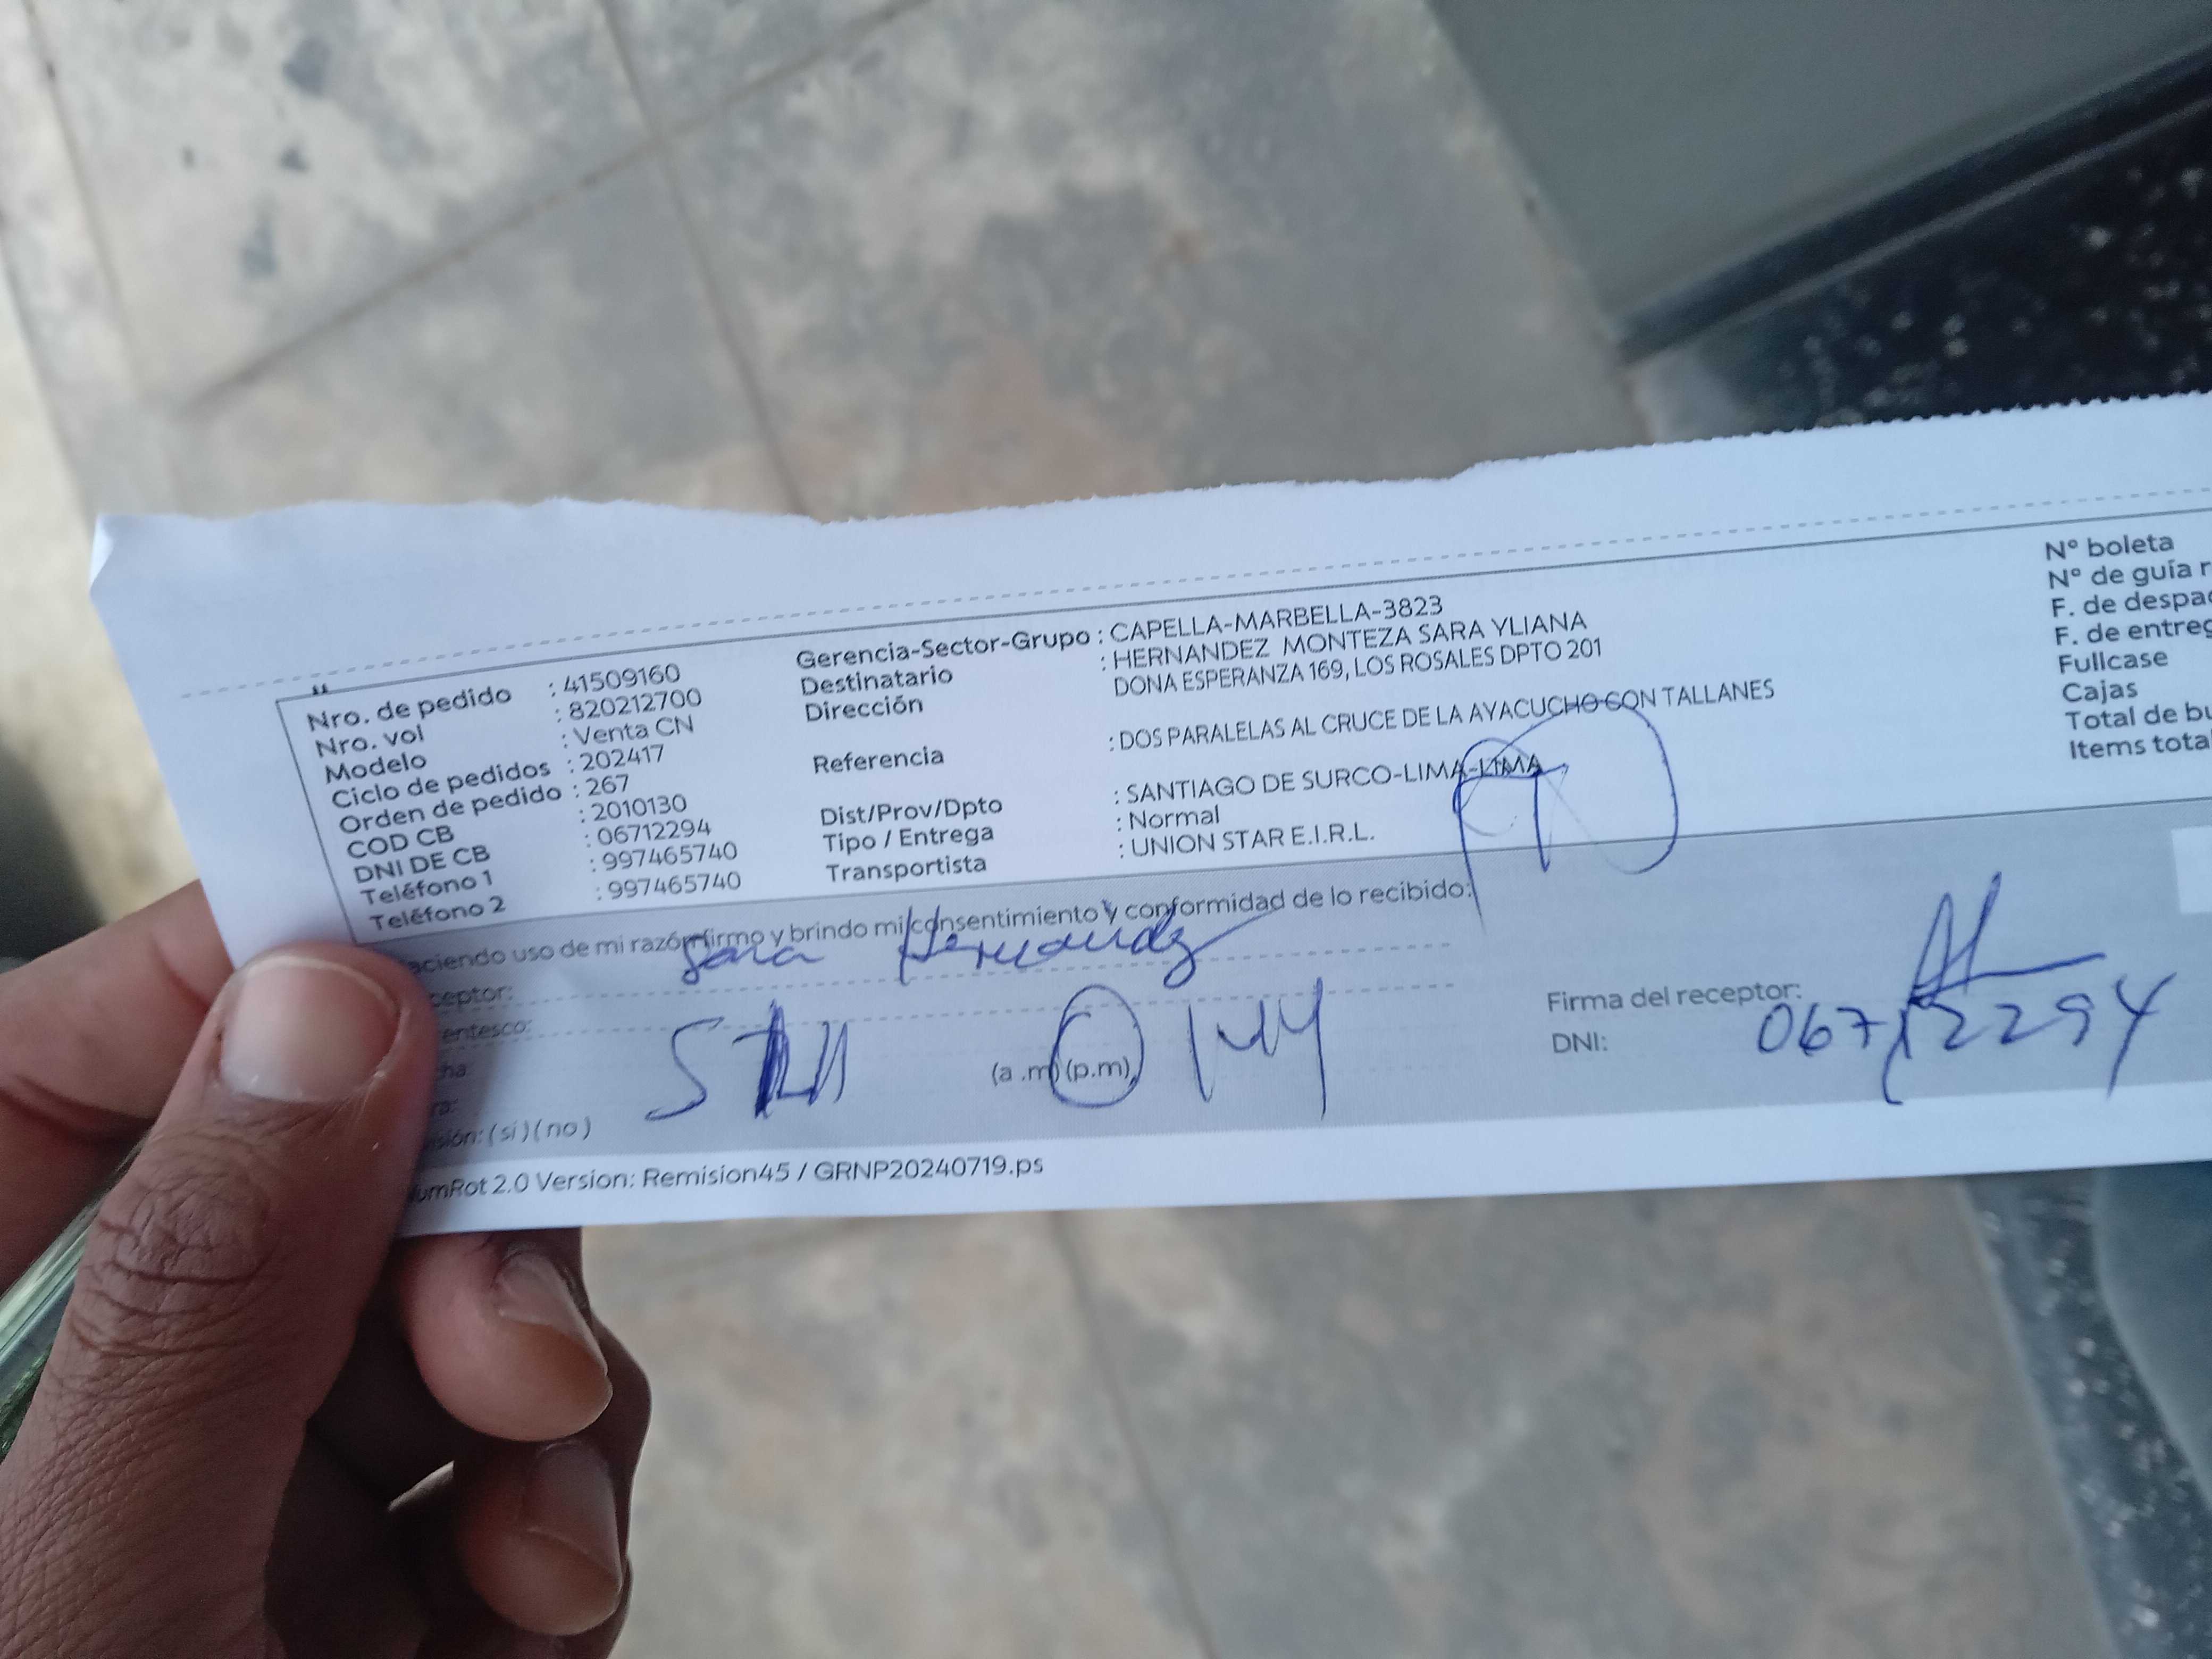 Nro. de pedido : 41509160
Nro. vol : 820212700
Modelo : Venta CN
Ciclo de pedidos : 202417
Orden de pedido : 267
COD CB : 2010130
DNI DE CB : 06712294
Teléfono 1 : 997465740
Teléfono 2 : 997465740
Gerencia-Sector-Grupo : CAPELLA-MARBELLA-3823
Destinatario : HERNANDEZ MONTEZA SARA YLIANA
Dirección DONA ESPERANZA 169, LOS ROSALES DPTO 201
Referencia : DOS PARALELAS AL CRUCE DE LA AYACUCHO CON TALLANES
Dist/Prov/Dpto : SANTIAGO DE SURCO-LIMA-LIMA
Tipo / Entrega : Normal
Transportista : UNION STAR E.I.R.L.
N° boleta
N° de guía r
F. de despa
F. de entreg
Fullcase
Cajas
Total de bu
Items tota
aciendo uso de mi razón firmo y brindo mi consentimiento y conformidad de lo recibido:
ceptor: Sara Hernandez
entesco:
ha:
ra: (a .m) (p.m)
isión: ( si ) ( no )
Firma del receptor:
DNI: 06712294
umRot 2.0 Version: Remision45 / GRNP20240719.ps